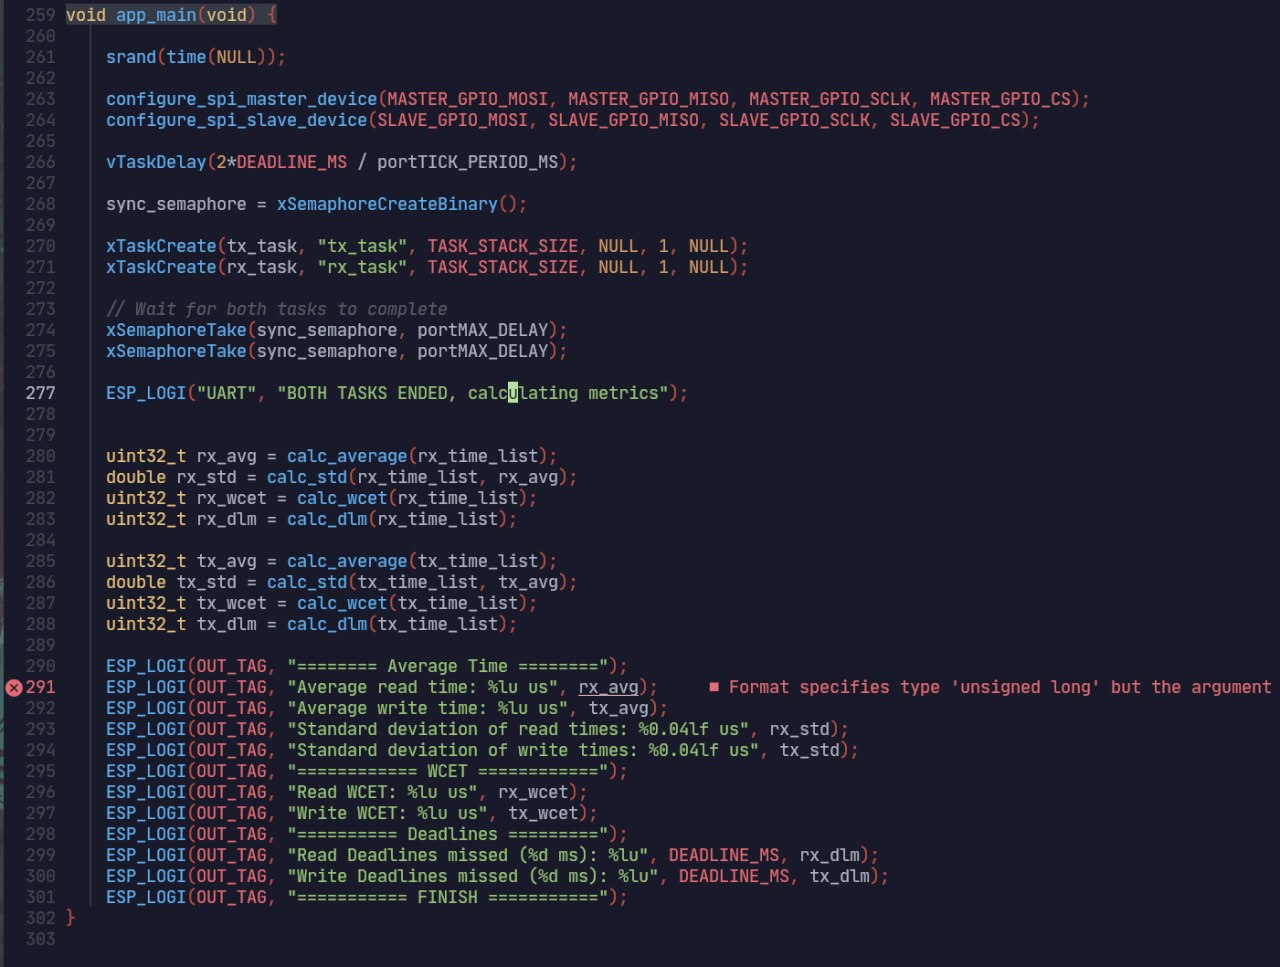 259 void app_main(void) {
260
261 srand(time(NULL));
262
263 configure_spi_master_device(MASTER_GPIO_MOSI, MASTER_GPIO_MISO, MASTER_GPIO_SCLK, MASTER_GPIO_CS);
264 configure_spi_slave_device(SLAVE_GPIO_MOSI, SLAVE_GPIO_MISO, SLAVE_GPIO_SCLK, SLAVE_GPIO_CS);
265
266 vTaskDelay(2*DEADLINE_MS / portTICK_PERIOD_MS);
267
268 sync_semaphore = xSemaphoreCreateBinary();
269
270 xTaskCreate(tx_task, "tx_task", TASK_STACK_SIZE, NULL, 1, NULL);
271 xTaskCreate(rx_task, "rx_task", TASK_STACK_SIZE, NULL, 1, NULL);
272
273 // Wait for both tasks to complete
274 xSemaphoreTake(sync_semaphore, portMAX_DELAY);
275 xSemaphoreTake(sync_semaphore, portMAX_DELAY);
276
277 ESP_LOGI("UART", "BOTH TASKS ENDED, calculating metrics");
278
279
280 uint32_t rx_avg = calc_average(rx_time_list);
281 double rx_std = calc_std(rx_time_list, rx_avg);
282 uint32_t rx_wcet = calc_wcet(rx_time_list);
283 uint32_t rx_dlm = calc_dlm(rx_time_list);
284
285 uint32_t tx_avg = calc_average(tx_time_list);
286 double tx_std = calc_std(tx_time_list, tx_avg);
287 uint32_t tx_wcet = calc_wcet(tx_time_list);
288 uint32_t tx_dlm = calc_dlm(tx_time_list);
289
290 ESP_LOGI(OUT_TAG, "======== Average Time ========");
291 ESP_LOGI(OUT_TAG, "Average read time: %lu us", rx_avg); ■ Format specifies type 'unsigned long' but the argument
292 ESP_LOGI(OUT_TAG, "Average write time: %lu us", tx_avg);
293 ESP_LOGI(OUT_TAG, "Standard deviation of read times: %0.04lf us", rx_std);
294 ESP_LOGI(OUT_TAG, "Standard deviation of write times: %0.04lf us", tx_std);
295 ESP_LOGI(OUT_TAG, "============ WCET ============");
296 ESP_LOGI(OUT_TAG, "Read WCET: %lu us", rx_wcet);
297 ESP_LOGI(OUT_TAG, "Write WCET: %lu us", tx_wcet);
298 ESP_LOGI(OUT_TAG, "========== Deadlines =========");
299 ESP_LOGI(OUT_TAG, "Read Deadlines missed (%d ms): %lu", DEADLINE_MS, rx_dlm);
300 ESP_LOGI(OUT_TAG, "Write Deadlines missed (%d ms): %lu", DEADLINE_MS, tx_dlm);
301 ESP_LOGI(OUT_TAG, "=========== FINISH ===========");
302 }
303